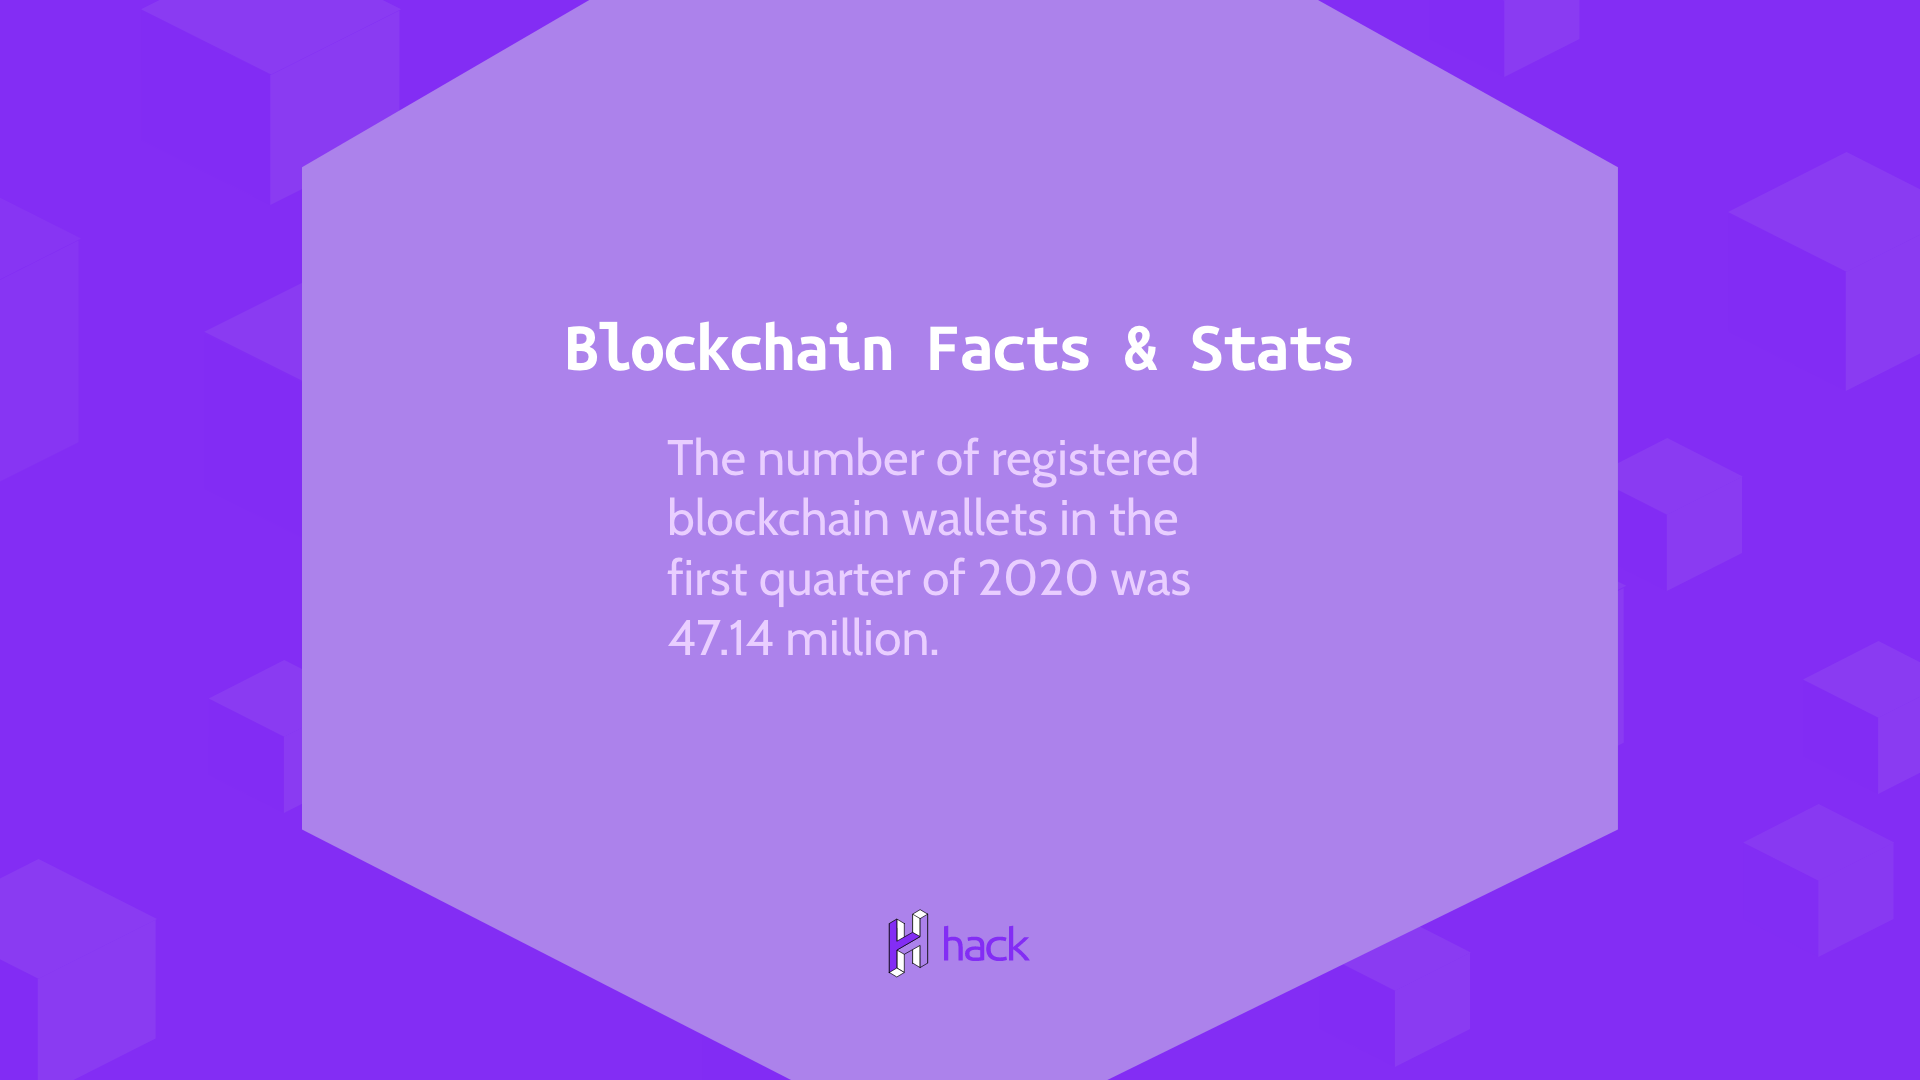 Blockchain Facts & Stats
The number of registered
blockchain wallets in the
first quarter of 2020 was
47.14 million.
hack